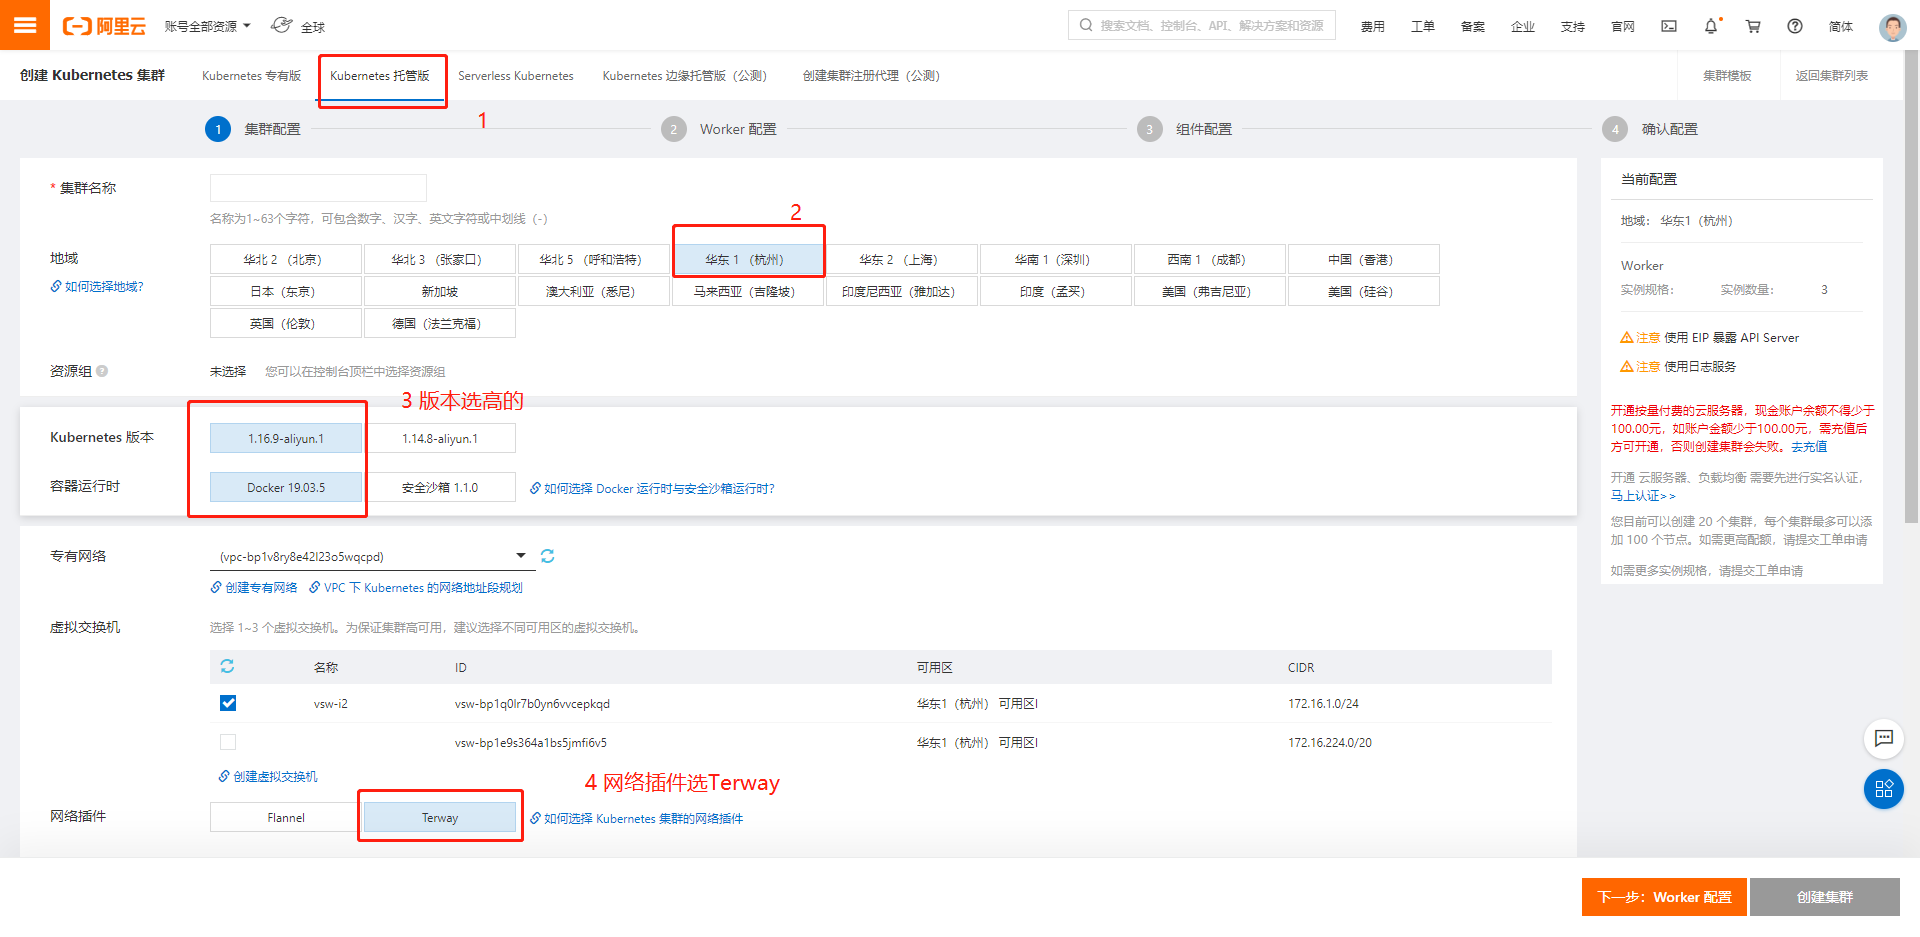 阿里云 账号全部资源 全球 搜索文档、控制台、API、解决方案和资源 费用 工单 备案 企业 支持 官网 简体
创建 Kubernetes 集群 Kubernetes 专有版 Kubernetes 托管版 Serverless Kubernetes Kubernetes 边缘托管版（公测） 创建集群注册代理（公测） 集群模板 返回集群列表
1
1 集群配置 2 Worker 配置 3 组件配置 4 确认配置
* 集群名称
名称为1~63个字符，可包含数字、汉字、英文字符或中划线（-）
2
地域 华北 2 （北京） 华北 3 （张家口） 华北 5 （呼和浩特） 华东 1 （杭州） 华东 2 （上海） 华南 1（深圳） 西南 1 （成都） 中国（香港）
如何选择地域? 日本（东京） 新加坡 澳大利亚（悉尼） 马来西亚（吉隆坡） 印度尼西亚（雅加达） 印度（孟买） 美国（弗吉尼亚） 美国（硅谷）
英国（伦敦） 德国（法兰克福）
资源组 未选择 您可以在控制台顶栏中选择资源组
3 版本选高的
Kubernetes 版本 1.16.9-aliyun.1 1.14.8-aliyun.1
容器运行时 Docker 19.03.5 安全沙箱 1.1.0 如何选择 Docker 运行时与安全沙箱运行时?
专有网络 (vpc-bp1v8ry8e42l23o5wqcpd)
创建专有网络 VPC 下 Kubernetes 的网络地址段规划
虚拟交换机 选择 1~3 个虚拟交换机。为保证集群高可用，建议选择不同可用区的虚拟交换机。
名称 ID 可用区 CIDR
vsw-i2 vsw-bp1q0lr7b0yn6vvcepkqd 华东1（杭州） 可用区I 172.16.1.0/24
vsw-bp1e9s364a1bs5jmfi6v5 华东1（杭州） 可用区I 172.16.224.0/20
创建虚拟交换机
4 网络插件选Terway
网络插件 Flannel Terway 如何选择 Kubernetes 集群的网络插件
当前配置
地域： 华东1（杭州）
Worker
实例规格： 实例数量： 3
注意 使用 EIP 暴露 API Server
注意 使用日志服务
开通按量付费的云服务器，现金账户余额不得少于
100.00元，如账户金额少于100.00元，需充值后
方可开通，否则创建集群会失败。去充值
开通 云服务器、负载均衡 需要先进行实名认证，
马上认证>>
您目前可以创建 20 个集群，每个集群最多可以添
加 100 个节点。如需更高配额，请提交工单申请
如需更多实例规格，请提交工单申请
下一步：Worker 配置 创建集群